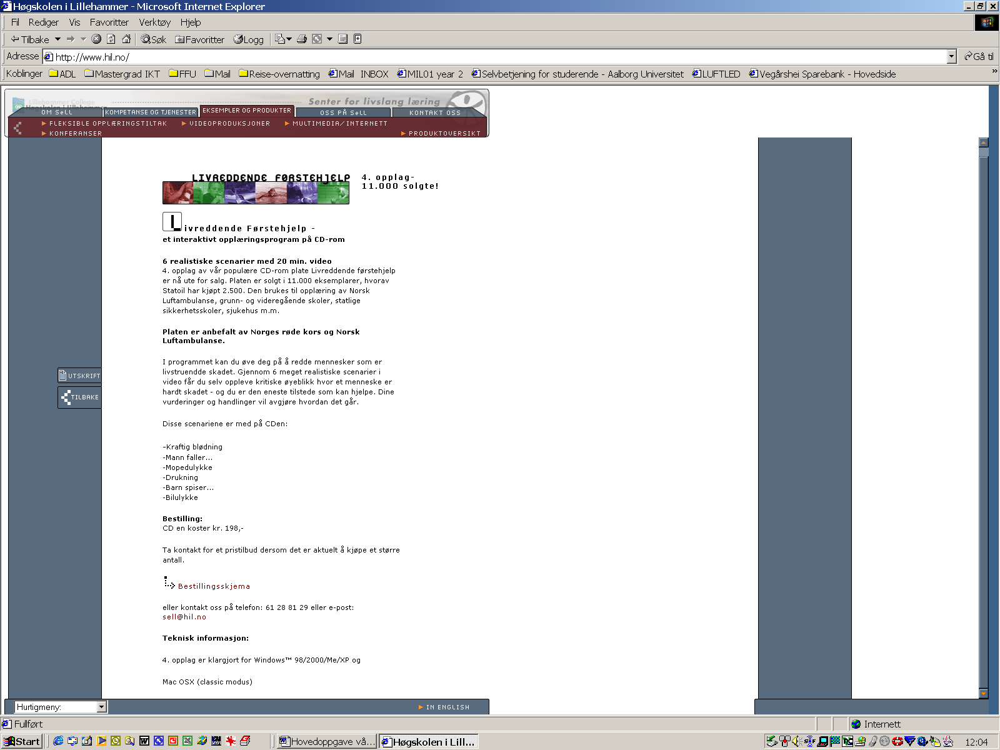 Høgskolen i Lillehammer - Microsoft Internet Explorer
Fil Rediger Vis Favoritter Verktøy Hjelp
Tilbake Søk Favoritter Logg
Adresse http://www.hil.no/ Gå til
Koblinger ADL Mastergrad IKT FFU Mail Reise-overnatting Mail INBOX MIL01 year 2 Selvbetjening for studerende - Aalborg Universitet LUFTLED Vegårshei Sparebank - Hovedside »
Lillehammer College
Høgskolen i Lillehammer
Senter for livslang læring
OM SeLL KOMPETANSE OG TJENESTER EKSEMPLER OG PRODUKTER OSS PÅ SeLL KONTAKT OSS
FLEKSIBLE OPPLÆRINGSTILTAK VIDEOPRODUKSJONER MULTIMEDIA/INTERNETT
KONFERANSER PRODUKTOVERSIKT
LIVREDDENDE FØRSTEHJELP
4. opplag-
11.000 solgte!
Livreddende Førstehjelp -
et interaktivt opplæringsprogram på CD-rom
6 realistiske scenarier med 20 min. video
4. opplag av vår populære CD-rom plate Livreddende førstehjelp
er nå ute for salg. Platen er solgt i 11.000 eksemplarer, hvorav
Statoil har kjøpt 2.500. Den brukes til opplæring av Norsk
Luftambulanse, grunn- og videregående skoler, statlige
sikkerhetsskoler, sjukehus m.m.
Platen er anbefalt av Norges røde kors og Norsk
Luftambulanse.
I programmet kan du øve deg på å redde mennesker som er
livstruendde skadet. Gjennom 6 meget realistiske scenarier i
video får du selv oppleve kritiske øyeblikk hvor et menneske er
hardt skadet - og du er den eneste tilstede som kan hjelpe. Dine
vurderinger og handlinger vil avgjøre hvordan det går.
UTSKRIFT
TILBAKE
Disse scenariene er med på CDen:
-Kraftig blødning
-Mann faller...
-Mopedulykke
-Drukning
-Barn spiser...
-Bilulykke
Bestilling:
CD en koster kr. 198,-
Ta kontakt for et pristilbud dersom det er aktuelt å kjøpe et større
antall.
Bestillingsskjema
eller kontakt oss på telefon: 61 28 81 29 eller e-post:
sell@hil.no
Teknisk informasjon:
4. opplag er klargjort for Windows™ 98/2000/Me/XP og
Mac OSX (classic modus)
Hurtigmeny: IN ENGLISH
Fullført Internett
Start Hovedoppgave vå... Høgskolen i Lill... 12:04